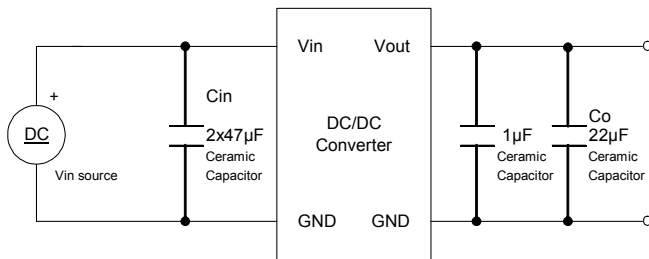 Vin
Vout
+
Cin
DC
2x47µF
Ceramic
Capacitor
Vin source
DC/DC
Converter
1µF
Ceramic
Capacitor
Co
22µF
Ceramic
Capacitor
GND
GND